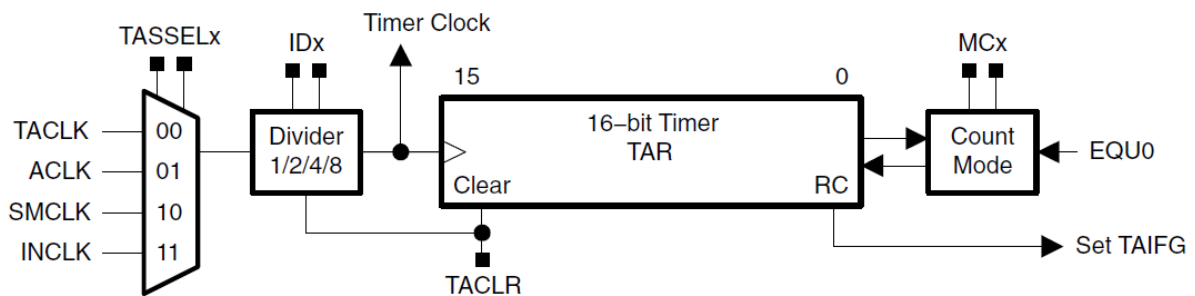 Timer Clock
TASSELx
IDx
MCx
15
0
TACLK
00
Divider
1/2/4/8
16−bit Timer
TAR
Count
Mode
EQU0
ACLK
01
SMCLK
10
Clear
RC
INCLK
11
Set TAIFG
TACLR